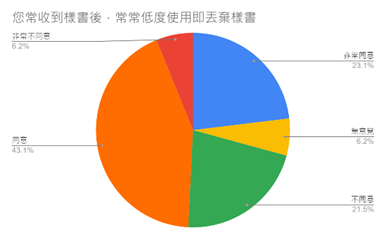 您常收到樣書後，常常低度使用即丟棄樣書
非常不同意
6.2%
非常同意
23.1%
無意見
6.2%
同意
43.1%
不同意
21.5%